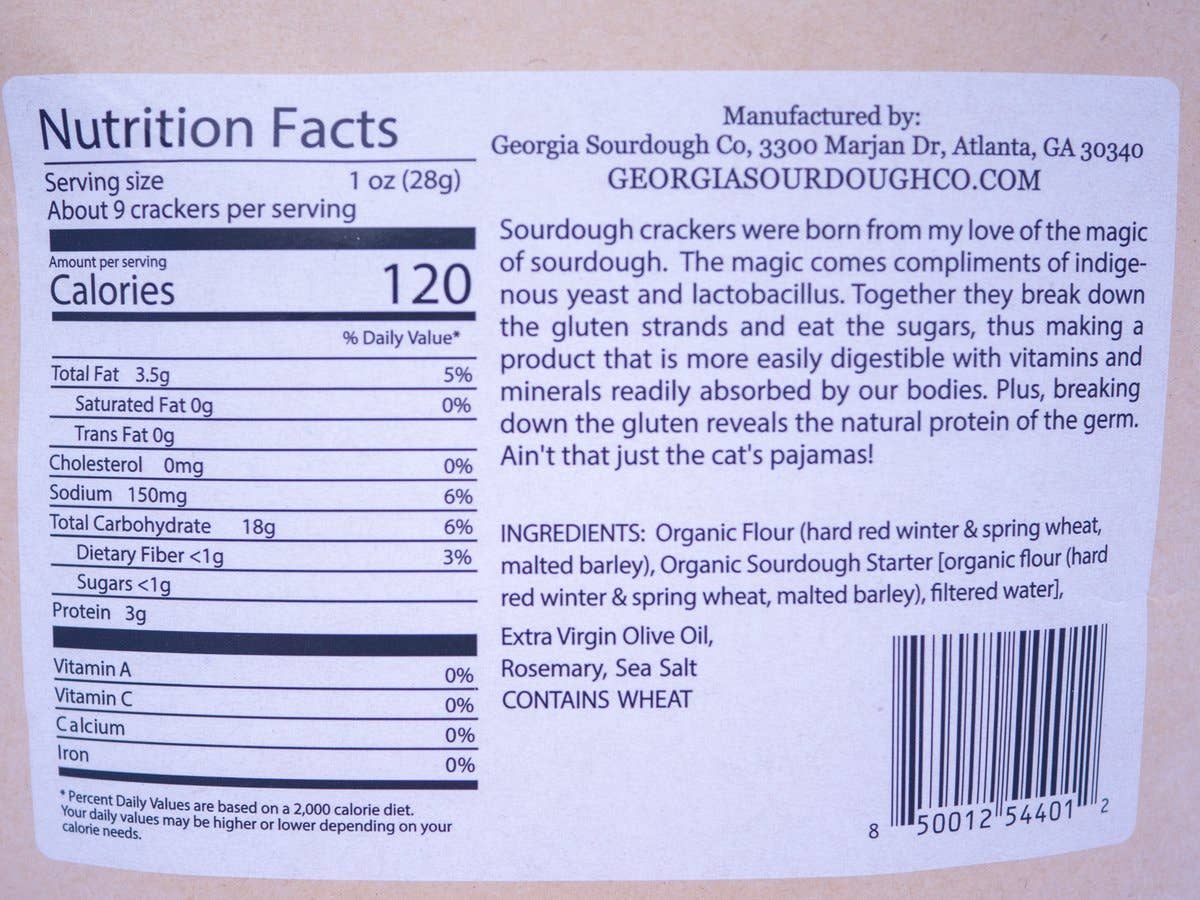 Nutrition Facts
Serving size 1 oz (28g)
About 9 crackers per serving
Amount per serving
Calories 120
% Daily Value*
Total Fat 3.5g 5%
Saturated Fat 0g 0%
Trans Fat 0g
Cholesterol 0mg 0%
Sodium 150mg 6%
Total Carbohydrate 18g 6%
Dietary Fiber <1g 3%
Sugars <1g
Protein 3g
Vitamin A 0%
Vitamin C 0%
Calcium 0%
Iron 0%
* Percent Daily Values are based on a 2,000 calorie diet.
Your daily values may be higher or lower depending on your
calorie needs.
Manufactured by:
Georgia Sourdough Co, 3300 Marjan Dr, Atlanta, GA 30340
GEORGIASOURDOUGHCO.COM
Sourdough crackers were born from my love of the magic
of sourdough. The magic comes compliments of indige-
nous yeast and lactobacillus. Together they break down
the gluten strands and eat the sugars, thus making a
product that is more easily digestible with vitamins and
minerals readily absorbed by our bodies. Plus, breaking
down the gluten reveals the natural protein of the germ.
Ain't that just the cat's pajamas!
INGREDIENTS: Organic Flour (hard red winter & spring wheat,
malted barley), Organic Sourdough Starter [organic flour (hard
red winter & spring wheat, malted barley), filtered water],
Extra Virgin Olive Oil,
Rosemary, Sea Salt
CONTAINS WHEAT
8 50012 54401 2